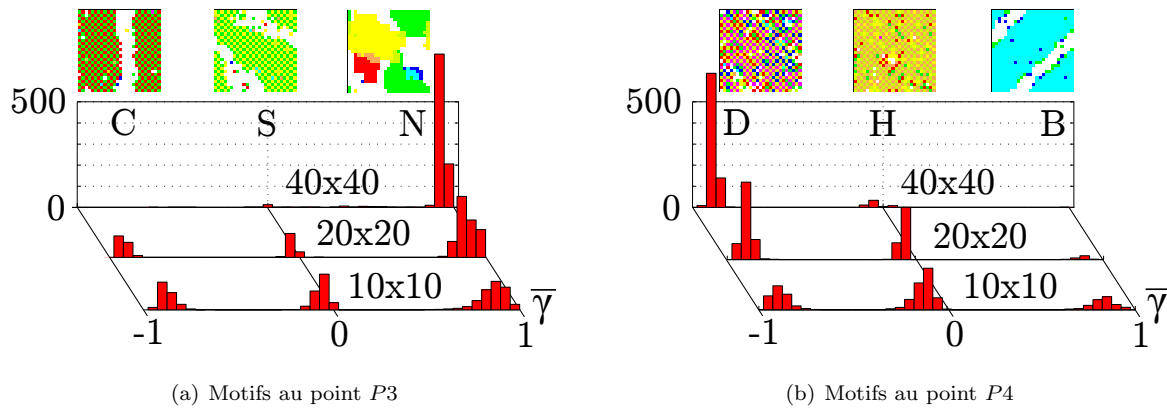 500
C S N
40x40
0
20x20
10x10
γ̅
-1 0 1
(a) Motifs au point P3
500
D H B
40x40
0
20x20
10x10
γ̅
-1 0 1
(b) Motifs au point P4